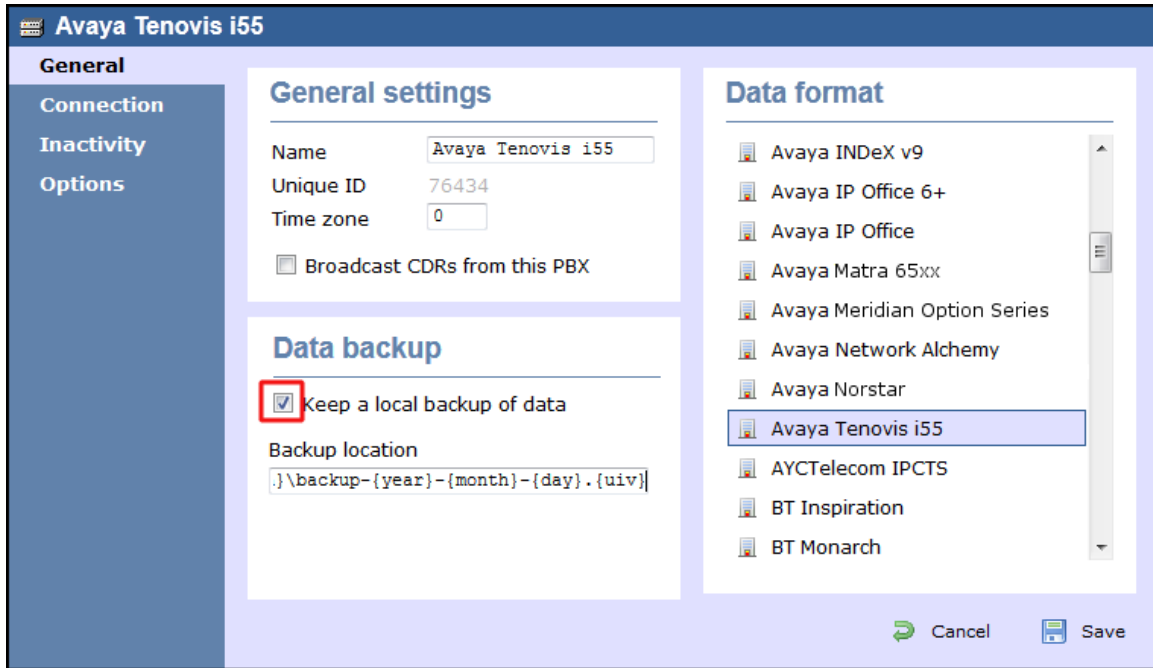 Avaya Tenovis i55
General
Connection
Inactivity
Options
General settings
Name Avaya Tenovis i55
Unique ID 76434
Time zone 0
Broadcast CDRs from this PBX
Data backup
Keep a local backup of data
Backup location
.}\backup-{year}-{month}-{day}.{uiv}
Data format
Avaya INDeX v9
Avaya IP Office 6+
Avaya IP Office
Avaya Matra 65xx
Avaya Meridian Option Series
Avaya Network Alchemy
Avaya Norstar
Avaya Tenovis i55
AYCTelecom IPCTS
BT Inspiration
BT Monarch
Cancel Save